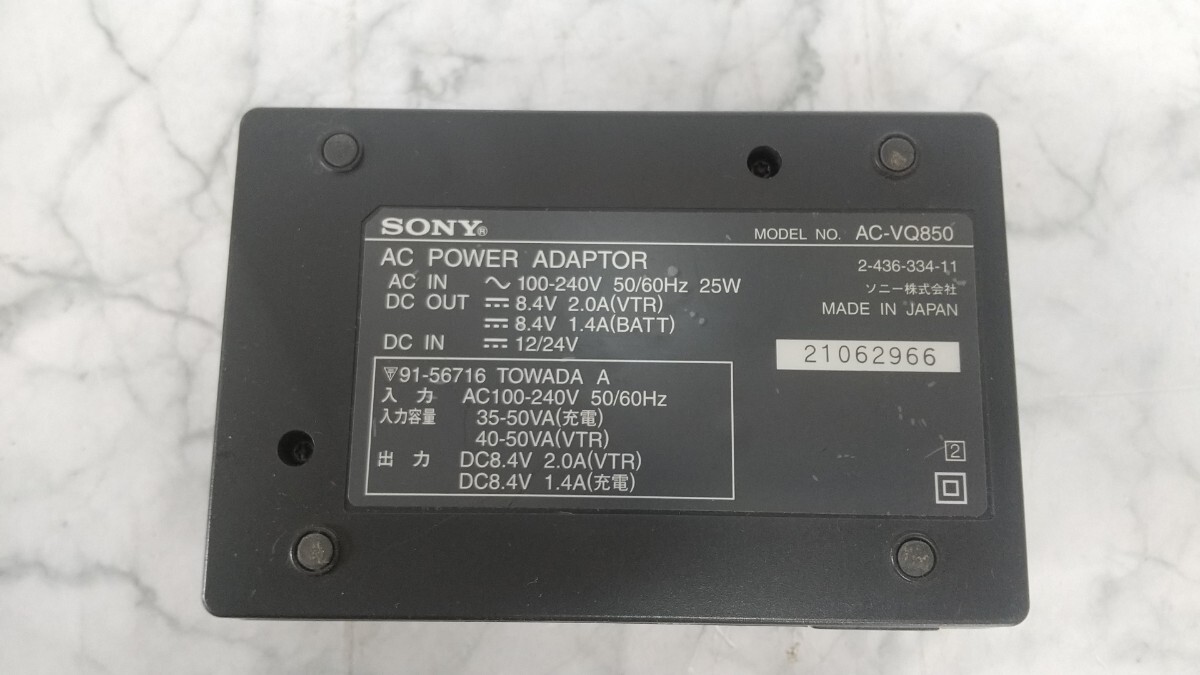 SONY®
MODEL NO. AC-VQ850
AC POWER ADAPTOR
2-436-334-11
AC IN ～ 100-240V 50/60Hz 25W
ソニー株式会社
DC OUT ⎓ 8.4V 2.0A(VTR)
MADE IN JAPAN
⎓ 8.4V 1.4A(BATT)
DC IN ⎓ 12/24V
21062966
91-56716 TOWADA A
入 力 AC100-240V 50/60Hz
入力容量 35-50VA(充電)
40-50VA(VTR)
出 力 DC8.4V 2.0A(VTR)
DC8.4V 1.4A(充電)
2